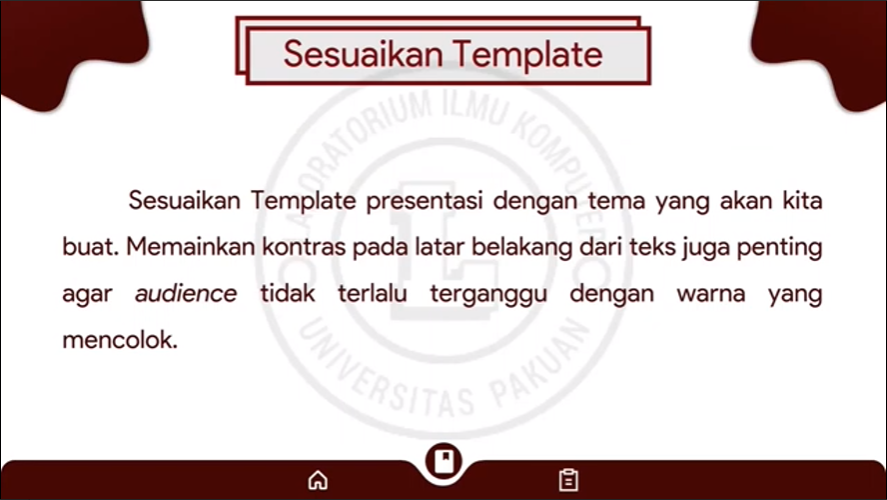 Sesuaikan Template
LABORATORIUM ILMU KOMPUTER
Sesuaikan Template presentasi dengan tema yang akan kita
buat. Memainkan kontras pada latar belakang dari teks juga penting
agar audience tidak terlalu terganggu dengan warna yang
mencolok.
UNIVERSITAS PAKUAN